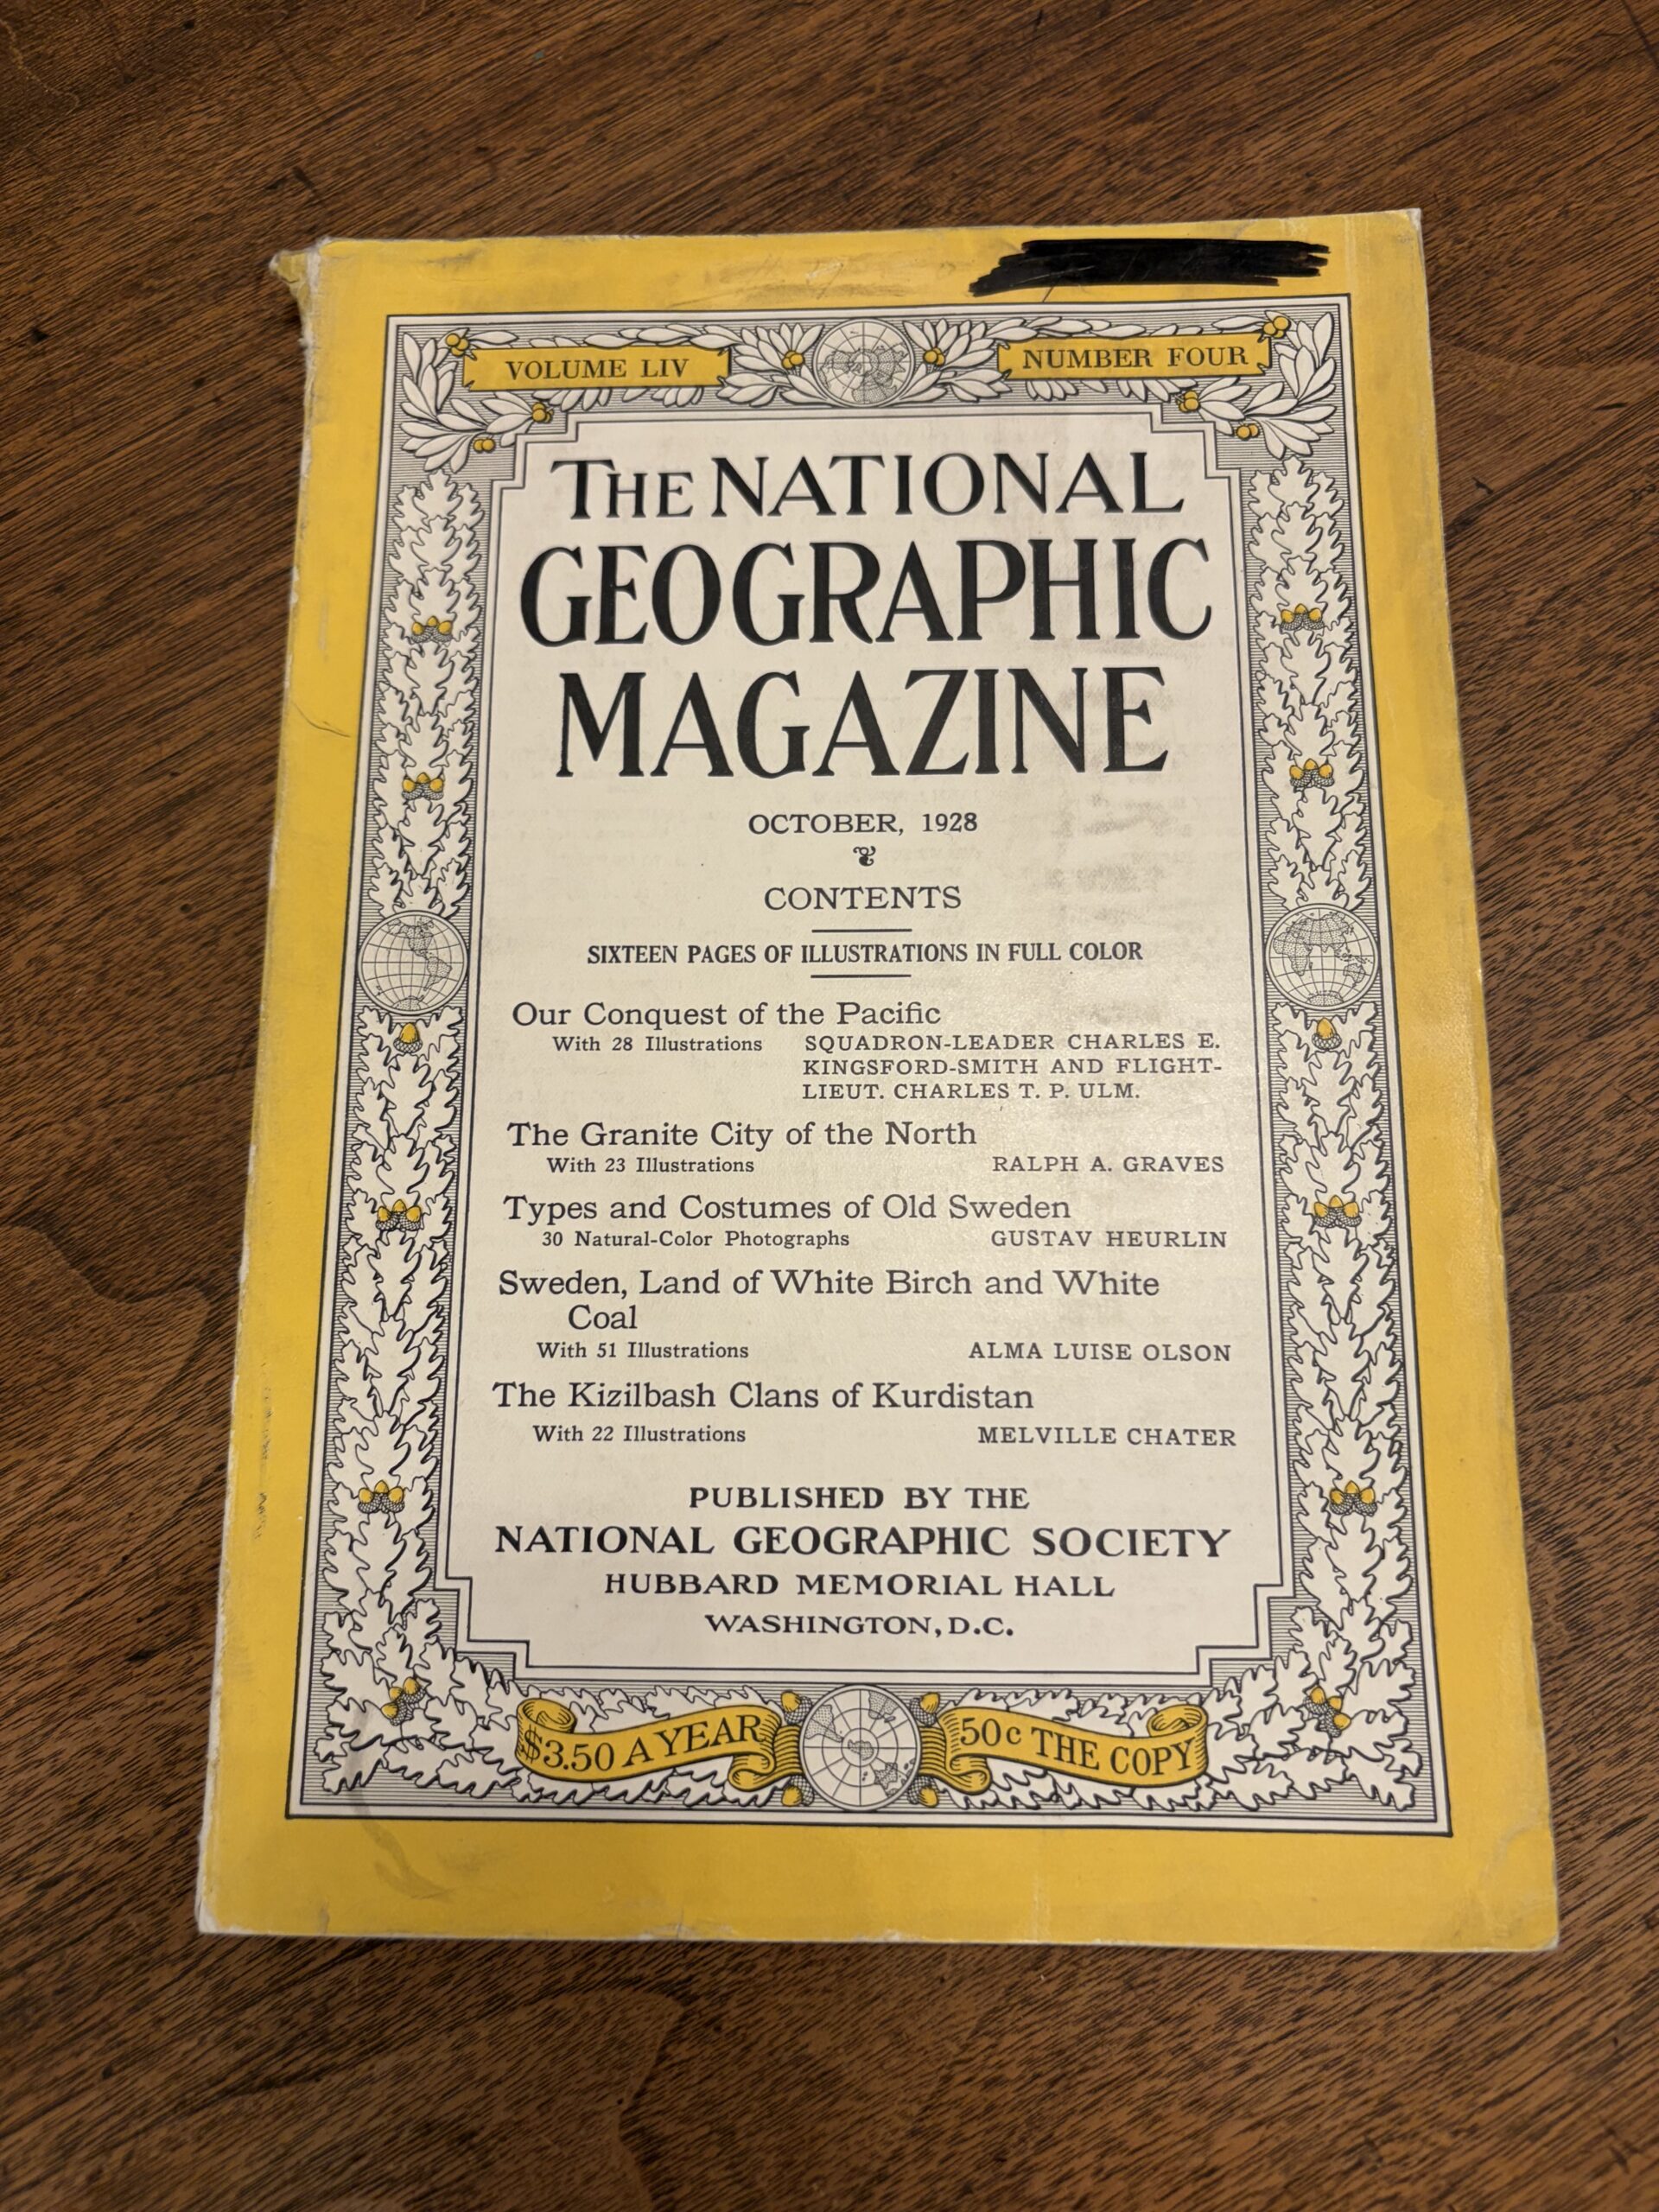 VOLUME LIV
NUMBER FOUR
THE NATIONAL
GEOGRAPHIC
MAGAZINE
OCTOBER, 1928
CONTENTS
SIXTEEN PAGES OF ILLUSTRATIONS IN FULL COLOR
Our Conquest of the Pacific
With 28 Illustrations SQUADRON-LEADER CHARLES E.
KINGSFORD-SMITH AND FLIGHT-
LIEUT. CHARLES T. P. ULM.
The Granite City of the North
With 23 Illustrations RALPH A. GRAVES
Types and Costumes of Old Sweden
30 Natural-Color Photographs GUSTAV HEURLIN
Sweden, Land of White Birch and White
Coal
With 51 Illustrations ALMA LUISE OLSON
The Kizilbash Clans of Kurdistan
With 22 Illustrations MELVILLE CHATER
PUBLISHED BY THE
NATIONAL GEOGRAPHIC SOCIETY
HUBBARD MEMORIAL HALL
WASHINGTON, D.C.
$3.50 A YEAR
50c THE COPY